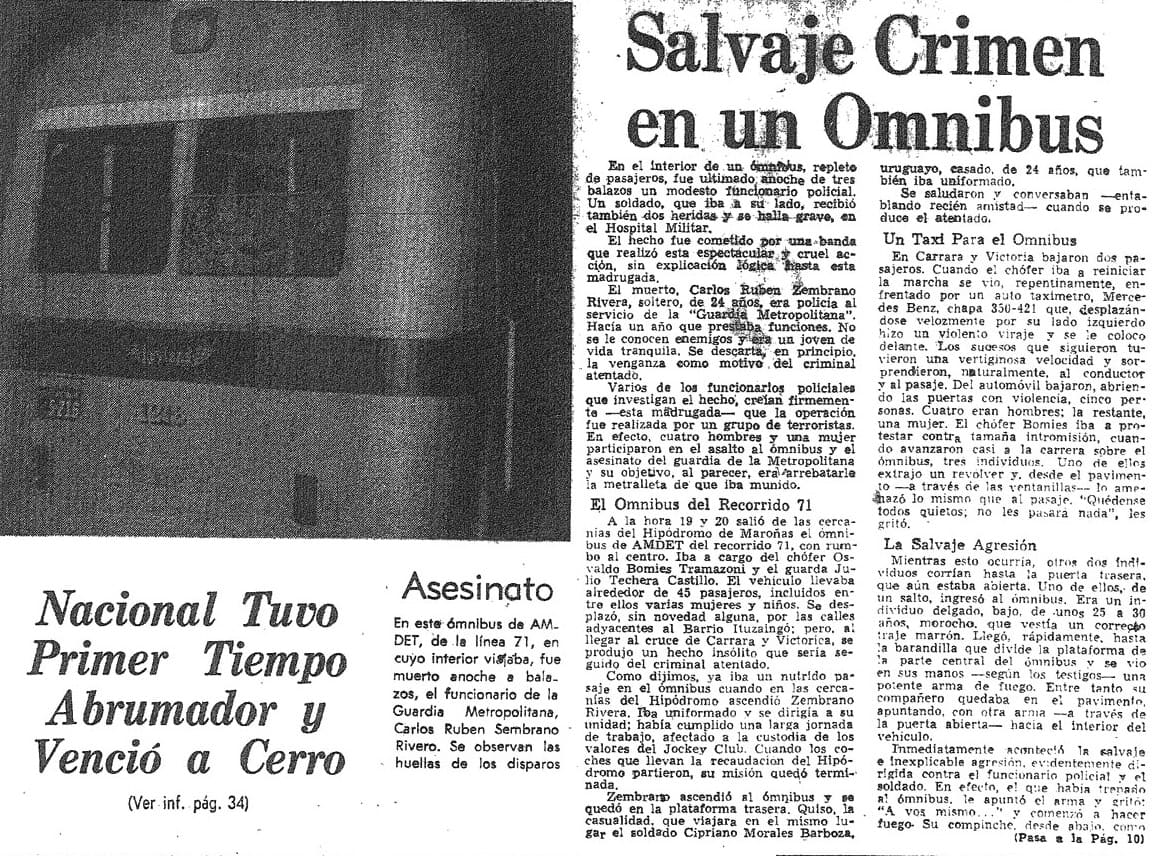 Salvaje Crimen
en un Omnibus
En el interior de un ómnibus, repleto
de pasajeros, fue ultimado anoche de tres
balazos un modesto funcionario policial.
Un soldado, que iba a su lado, recibió
también dos heridas y se halla grave, en
el Hospital Militar.
El hecho fue cometido por una banda
que realizó esta espectacular y cruel ac-
ción, sin explicación lógica hasta esta
madrugada.
El muerto, Carlos Ruben Zembrano
Rivera, soltero, de 24 años, era policía al
servicio de la "Guardia Metropolitana".
Hacía un año que prestaba funciones. No
se le conocen enemigos y era un joven de
vida tranquila. Se descarta, en principio,
la venganza como motivo del criminal
atentado.
Varios de los funcionarios policiales
que investigan el hecho, creían firmemen-
te —esta madrugada— que la operación
fue realizada por un grupo de terroristas.
En efecto, cuatro hombres y una mujer
participaron en el asalto al ómnibus y el
asesinato del guardia de la Metropolitana
y su objetivo, al parecer, era arrebatarle
la metralleta de que iba munido.
El Omnibus del Recorrido 71
A la hora 19 y 20 salió de las cerca-
nías del Hipódromo de Maroñas el ómni-
bus de AMDET del recorrido 71, con rum-
bo al centro. Iba a cargo del chófer Os-
valdo Bomies Tramazoni y el guarda Ju-
lio Techera Castillo. El vehículo llevaba
alrededor de 45 pasajeros, incluidos en-
tre ellos varias mujeres y niños. Se des-
plazó, sin novedad alguna, por las calles
adyacentes al Barrio Ituzaingó; pero, al
llegar al cruce de Carrara y Victorica, se
produjo un hecho insólito que sería se-
guido del criminal atentado.
Como dijimos, ya iba un nutrido pa-
saje en el ómnibus cuando en las cerca-
nías del Hipódromo ascendió Zembrano
Rivera. Iba uniformado y se dirigía a su
unidad; había cumplido una larga jornada
de trabajo, afectado a la custodia de los
valores del Jockey Club. Cuando los co-
ches que llevan la recaudacion del Hipó-
dromo partieron, su misión quedó termi-
nada.
Zembrano ascendió al ómnibus y se
quedó en la plataforma trasera. Quiso, la
casualidad, que viajara en el mismo lu-
gar el soldado Cipriano Morales Barboza,
uruguayo, casado, de 24 años, que tam-
bién iba uniformado.
Se saludaron y conversaban —enta-
blando recién amistad— cuando se pro-
duce el atentado.
Un Taxi Para el Omnibus
En Carrara y Victoria bajaron dos pa-
sajeros. Cuando el chófer iba a reiniciar
la marcha se vio, repentinamente, en-
frentado por un auto taxímetro, Merce-
des Benz, chapa 350-421 que, desplazán-
dose velozmente por su lado izquierdo
hizo un violento viraje y se le coloco
delante. Los sucesos que siguieron tu-
vieron una vertiginosa velocidad y sor-
prendieron, naturalmente, al conductor
y al pasaje. Del automóvil bajaron, abrien-
do las puertas con violencia, cinco per-
sonas. Cuatro eran hombres; la restante,
una mujer. El chófer Bomies iba a pro-
testar contra tamaña intromisión, cuan-
do avanzaron casi a la carrera sobre el
ómnibus, tres individuos. Uno de ellos
extrajo un revolver y, desde el pavimen-
to —a través de las ventanillas— lo ame-
nazó lo mismo que al pasaje. "Quédense
todos quietos; no les pasará nada", les
gritó.
La Salvaje Agresión
Mientras esto ocurría, otros dos indi-
viduos corrían hasta la puerta trasera,
que aún estaba abierta. Uno de ellos, de
un salto, ingresó al ómnibus. Era un in-
dividuo delgado, bajo, de unos 25 a 30
años, morocho, que vestía un correcto
traje marrón. Llegó, rápidamente, hasta
la barandilla que divide la plataforma de
la parte central del ómnibus y se vio
en sus manos —según los testigos— una
potente arma de fuego. Entre tanto su
compañero quedaba en el pavimento,
apuntando, con otra arma —a través de
la puerta abierta— hacia el interior del
vehículo.
Inmediatamente aconteció la salvaje
e inexplicable agresión, evidentemente di-
rigida contra el funcionario policial y el
soldado. En efecto, el que había trepado
al ómnibus, le apuntó el arma y gritó:
"A vos mismo..." y comenzó a hacer
fuego. Su compinche, desde abajo, como
(Pasa a la Pág. 10)
Asesinato
En este ómnibus de AM-
DET, de la línea 71, en
cuyo interior viajaba, fue
muerto anoche a bala-
zos, el funcionario de la
Guardia Metropolitana,
Carlos Ruben Sembrano
Rivero. Se observan las
huellas de los disparos
Nacional Tuvo
Primer Tiempo
Abrumador y
Venció a Cerro
(Ver inf. pág. 34)